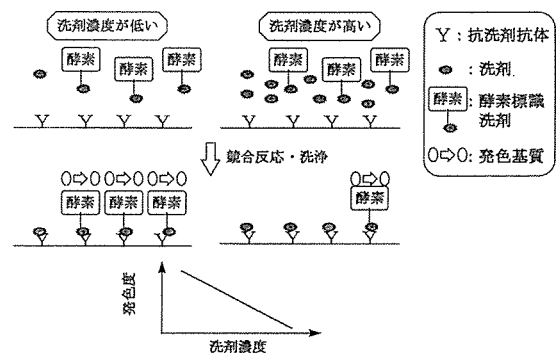 洗剤濃度が低い
洗剤濃度が高い
酵素
酵素
酵素
酵素
酵素
酵素
Y Y Y Y
Y Y Y Y
競合反応・洗浄
0⇨0 0⇨0 0⇨0
酵素 酵素 酵素
0⇨0
酵素
Y Y Y Y
Y Y Y Y
発色度
洗剤濃度
Y : 抗洗剤抗体
: 洗剤.
酵素 : 酵素標識
洗剤
0⇨0: 発色基質